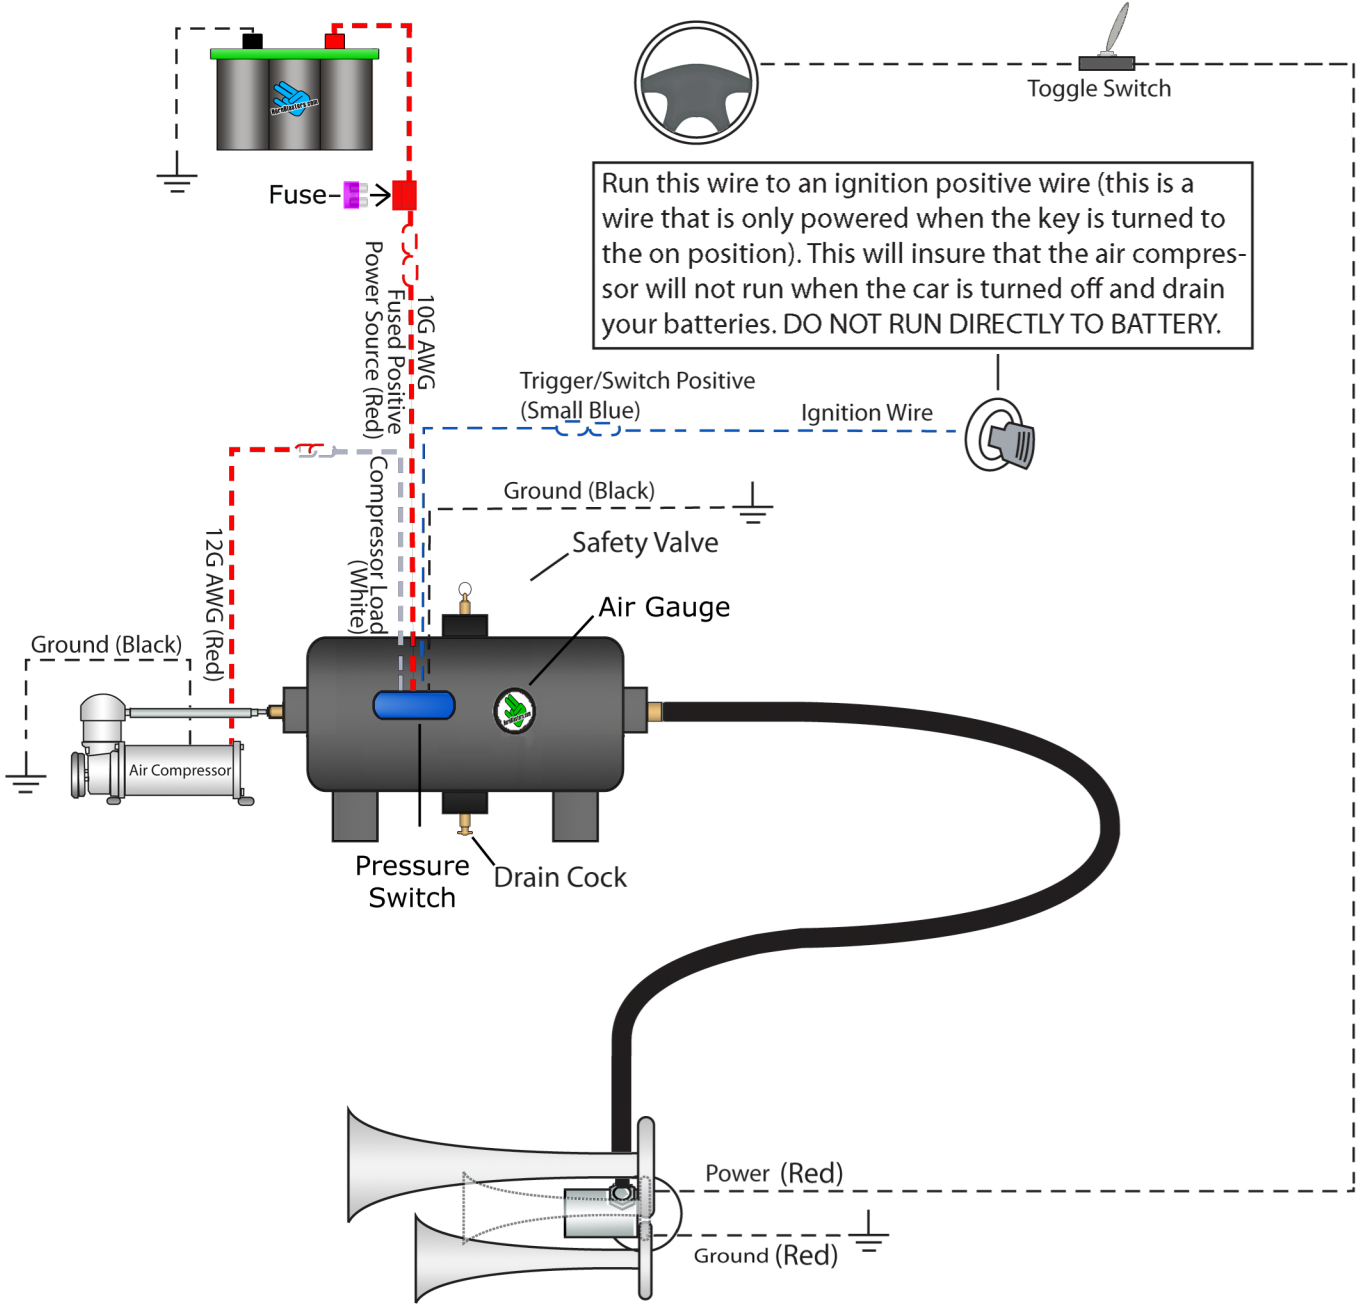 HornBlasters.com
Toggle Switch
Fuse
Run this wire to an ignition positive wire (this is a
wire that is only powered when the key is turned to
the on position). This will insure that the air compres-
sor will not run when the car is turned off and drain
your batteries. DO NOT RUN DIRECTLY TO BATTERY.
10G AWG
Fused Positive
Power Source (Red)
Trigger/Switch Positive
(Small Blue)
Ignition Wire
Compressor Load
(White)
Ground (Black)
12G AWG (Red)
Safety Valve
Air Gauge
Ground (Black)
HornBlasters.com
Air Compressor
Pressure
Switch
Drain Cock
Power (Red)
Ground (Red)